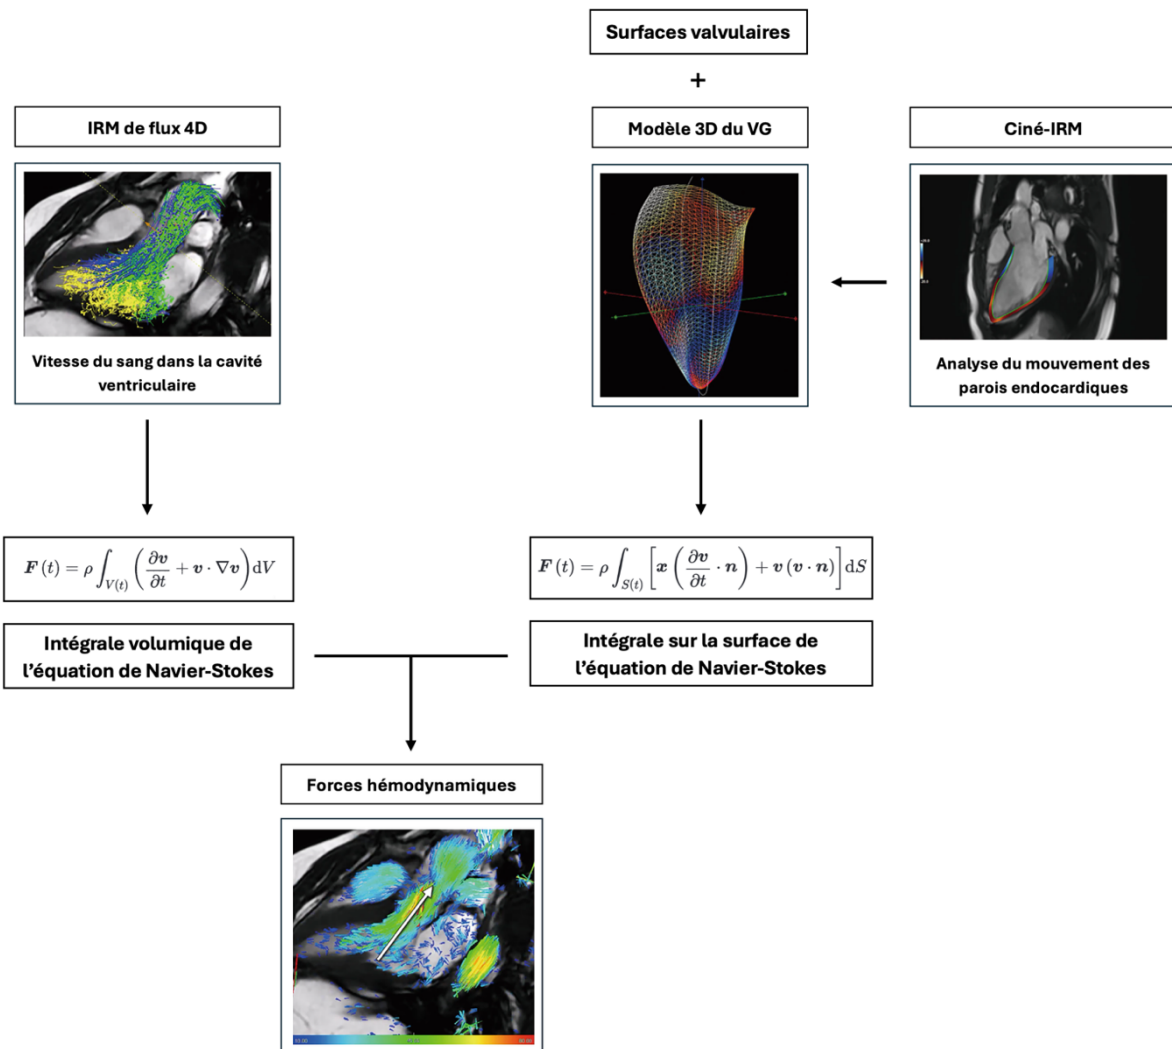 Surfaces valvulaires
+
IRM de flux 4D
Modèle 3D du VG
Ciné-IRM
Vitesse du sang dans la cavité
ventriculaire
Analyse du mouvement des
parois endocardiques
F (t) = ρ ∫_{V(t)} (∂v/∂t + v · ∇v) dV
F (t) = ρ ∫_{S(t)} [x (∂v/∂t · n) + v (v · n)] dS
Intégrale volumique de
l’équation de Navier-Stokes
Intégrale sur la surface de
l’équation de Navier-Stokes
Forces hémodynamiques